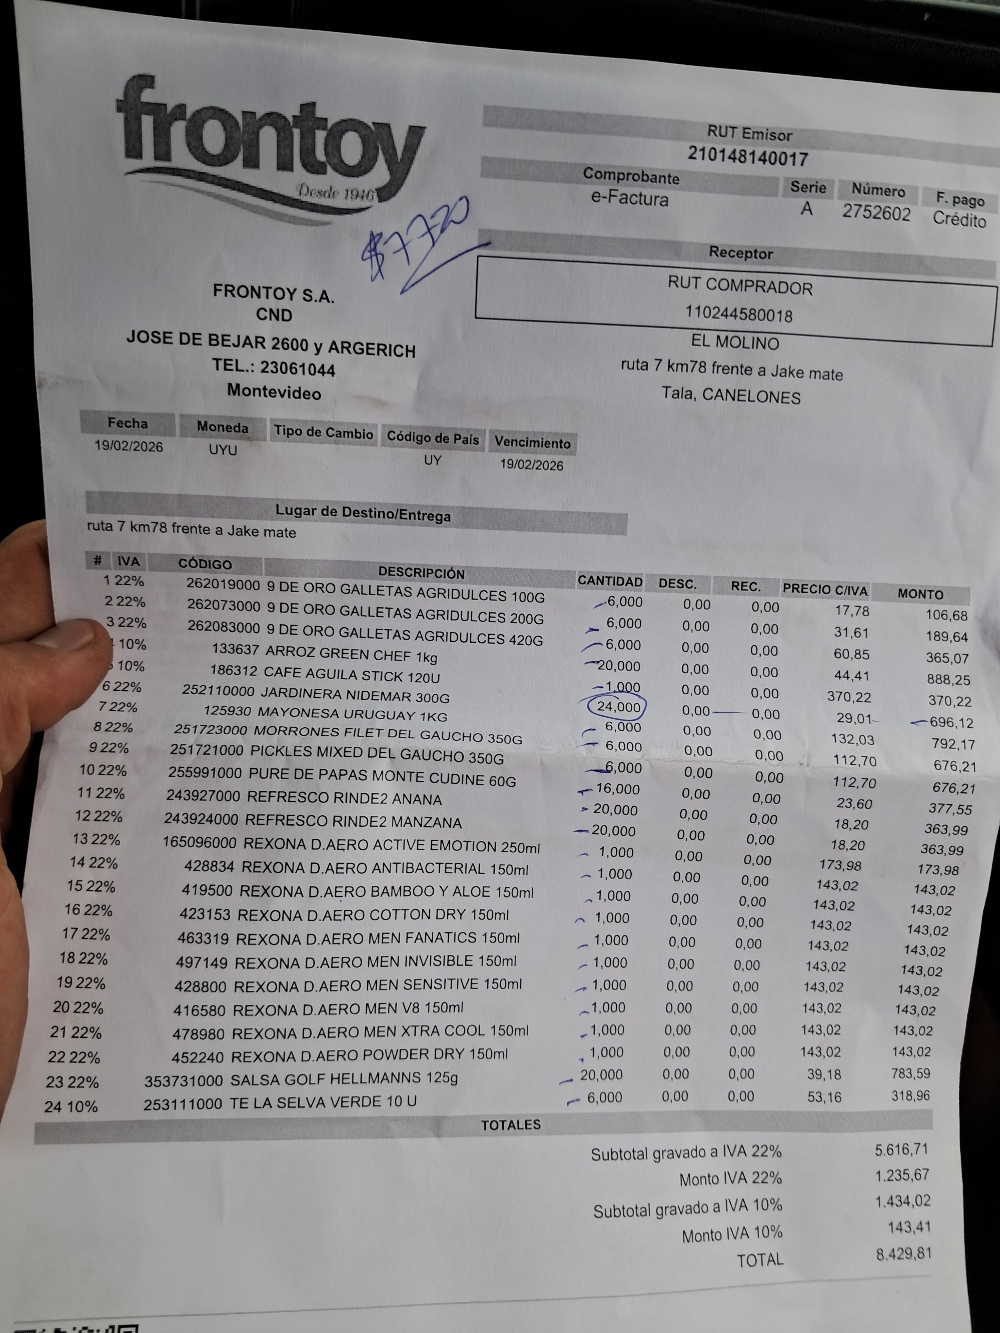 frontoy
Desde 1946
$7720
RUT Emisor
210148140017
Comprobante Serie Número F. pago
e-Factura A 2752602 Crédito
Receptor
RUT COMPRADOR
110244580018
EL MOLINO
ruta 7 km78 frente a Jake mate
Tala, CANELONES
FRONTOY S.A.
CND
JOSE DE BEJAR 2600 y ARGERICH
TEL.: 23061044
Montevideo
Fecha Moneda Tipo de Cambio Código de País Vencimiento
19/02/2026 UYU UY 19/02/2026
Lugar de Destino/Entrega
ruta 7 km78 frente a Jake mate
# IVA CÓDIGO DESCRIPCIÓN CANTIDAD DESC. REC. PRECIO C/IVA MONTO
1 22% 262019000 9 DE ORO GALLETAS AGRIDULCES 100G 6,000 0,00 0,00 17,78 106,68
2 22% 262073000 9 DE ORO GALLETAS AGRIDULCES 200G 6,000 0,00 0,00 31,61 189,64
3 22% 262083000 9 DE ORO GALLETAS AGRIDULCES 420G 6,000 0,00 0,00 60,85 365,07
10% 133637 ARROZ GREEN CHEF 1kg 20,000 0,00 0,00 44,41 888,25
10% 186312 CAFE AGUILA STICK 120U 1,000 0,00 0,00 370,22 370,22
6 22% 252110000 JARDINERA NIDEMAR 300G 24,000 0,00 0,00 29,01 696,12
7 22% 125930 MAYONESA URUGUAY 1KG 6,000 0,00 0,00 132,03 792,17
8 22% 251723000 MORRONES FILET DEL GAUCHO 350G 6,000 0,00 0,00 112,70 676,21
9 22% 251721000 PICKLES MIXED DEL GAUCHO 350G 6,000 0,00 0,00 112,70 676,21
10 22% 255991000 PURE DE PAPAS MONTE CUDINE 60G 16,000 0,00 0,00 23,60 377,55
11 22% 243927000 REFRESCO RINDE2 ANANA 20,000 0,00 0,00 18,20 363,99
12 22% 243924000 REFRESCO RINDE2 MANZANA 20,000 0,00 0,00 18,20 363,99
13 22% 165096000 REXONA D.AERO ACTIVE EMOTION 250ml 1,000 0,00 0,00 173,98 173,98
14 22% 428834 REXONA D.AERO ANTIBACTERIAL 150ml 1,000 0,00 0,00 143,02 143,02
15 22% 419500 REXONA D.AERO BAMBOO Y ALOE 150ml 1,000 0,00 0,00 143,02 143,02
16 22% 423153 REXONA D.AERO COTTON DRY 150ml 1,000 0,00 0,00 143,02 143,02
17 22% 463319 REXONA D.AERO MEN FANATICS 150ml 1,000 0,00 0,00 143,02 143,02
18 22% 497149 REXONA D.AERO MEN INVISIBLE 150ml 1,000 0,00 0,00 143,02 143,02
19 22% 428800 REXONA D.AERO MEN SENSITIVE 150ml 1,000 0,00 0,00 143,02 143,02
20 22% 416580 REXONA D.AERO MEN V8 150ml 1,000 0,00 0,00 143,02 143,02
21 22% 478980 REXONA D.AERO MEN XTRA COOL 150ml 1,000 0,00 0,00 143,02 143,02
22 22% 452240 REXONA D.AERO POWDER DRY 150ml 1,000 0,00 0,00 143,02 143,02
23 22% 353731000 SALSA GOLF HELLMANNS 125g 20,000 0,00 0,00 39,18 783,59
24 10% 253111000 TE LA SELVA VERDE 10 U 6,000 0,00 0,00 53,16 318,96
TOTALES
Subtotal gravado a IVA 22% 5.616,71
Monto IVA 22% 1.235,67
Subtotal gravado a IVA 10% 1.434,02
Monto IVA 10% 143,41
TOTAL 8.429,81